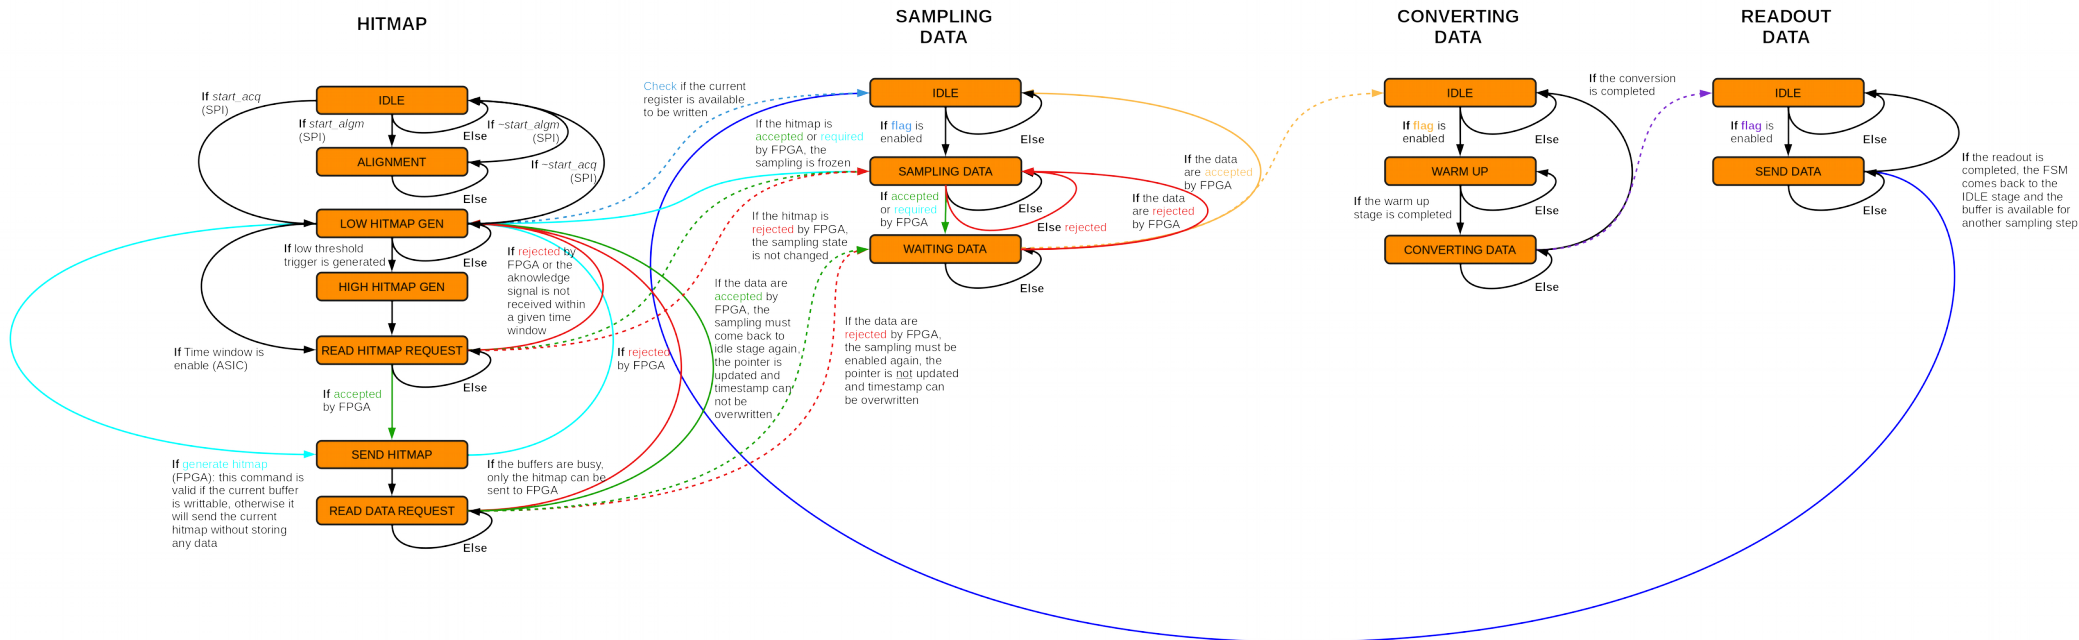 HITMAP
IDLE
If start_acq
(SPI)
If start_algm
(SPI)
Else
If ~start_algm
(SPI)
ALIGNMENT
Else
If ~start_acq
(SPI)
LOW HITMAP GEN
If low threshold
trigger is generated
Else
HIGH HITMAP GEN
If rejected by
FPGA or the
aknowledge
signal is not
received within
a given time
window
READ HITMAP REQUEST
If Time window is
enable (ASIC)
Else
If accepted
by FPGA
If rejected
by FPGA
SEND HITMAP
If generate hitmap
(FPGA): this command is
valid if the current buffer
is writtable, otherwise it
will send the current
hitmap without storing
any data
If the buffers are busy,
only the hitmap can be
sent to FPGA
READ DATA REQUEST
Else
SAMPLING
DATA
Check if the current
register is available
to be written
IDLE
If flag is
enabled
Else
If the hitmap is
accepted or required
by FPGA, the
sampling is frozen
SAMPLING DATA
If accepted
or required
by FPGA
Else
Else rejected
If the data
are rejected
by FPGA
If the data
are accepted
by FPGA
If the hitmap is
rejected by FPGA,
the sampling state
is not changed
WAITING DATA
Else
If the data are
accepted by
FPGA, the
sampling must
come back to
idle stage again,
the pointer is
updated and
timestamp can
not be
overwritten
If the data are
rejected by FPGA,
the sampling must be
enabled again, the
pointer is not updated
and timestamp can
be overwritten
CONVERTING
DATA
IDLE
If flag is
enabled
Else
WARM UP
If the warm up
stage is completed
Else
CONVERTING DATA
Else
If the conversion
is completed
READOUT
DATA
IDLE
If flag is
enabled
Else
SEND DATA
Else
If the readout is
completed, the FSM
comes back to the
IDLE stage and the
buffer is available for
another sampling step